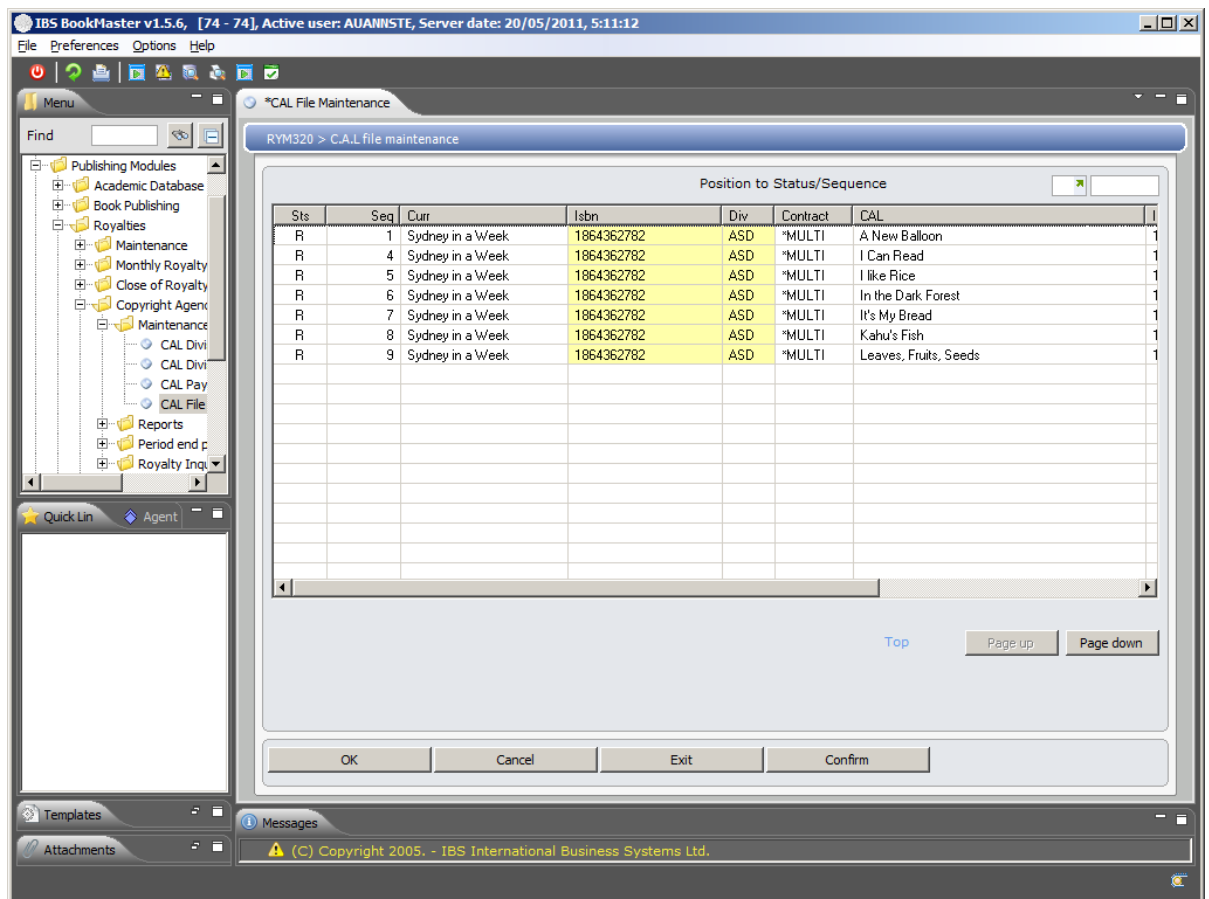 IBS BookMaster v1.5.6, [74 - 74], Active user: AUANNSTE, Server date: 20/05/2011, 5:11:12
File Preferences Options Help
Menu
Find
Publishing Modules
Academic Database
Book Publishing
Royalties
Maintenance
Monthly Royalty
Close of Royalty
Copyright Agenc
Maintenance
CAL Divi
CAL Divi
CAL Pay
CAL File
Reports
Period end p
Royalty Inqu
Quick Lin Agent
Templates
Attachments
*CAL File Maintenance
RYM320 > C.A.L file maintenance
Position to Status/Sequence
Sts Seq Curr Isbn Div Contract CAL I
R 1 Sydney in a Week 1864362782 ASD *MULTI A New Balloon 1
R 4 Sydney in a Week 1864362782 ASD *MULTI I Can Read 1
R 5 Sydney in a Week 1864362782 ASD *MULTI I like Rice 1
R 6 Sydney in a Week 1864362782 ASD *MULTI In the Dark Forest 1
R 7 Sydney in a Week 1864362782 ASD *MULTI It's My Bread 1
R 8 Sydney in a Week 1864362782 ASD *MULTI Kahu's Fish 1
R 9 Sydney in a Week 1864362782 ASD *MULTI Leaves, Fruits, Seeds 1
Top Page up Page down
OK Cancel Exit Confirm
Messages
(C) Copyright 2005. - IBS International Business Systems Ltd.